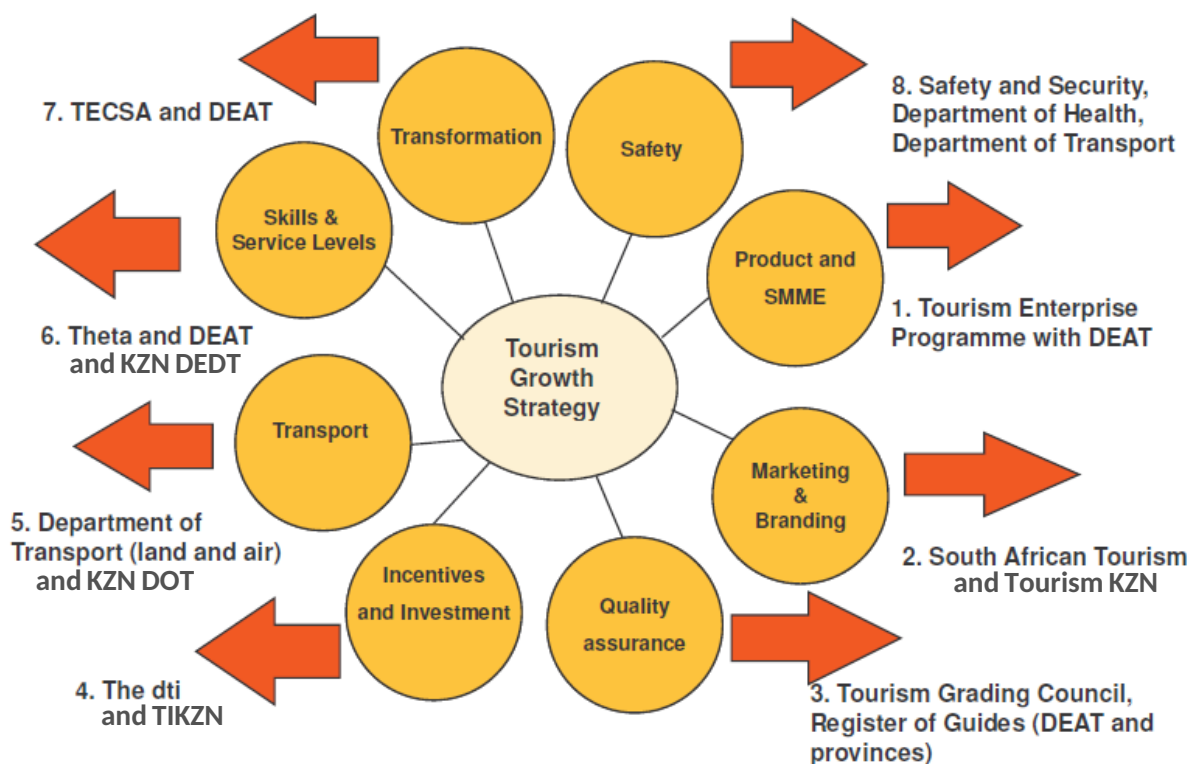 7. TECSA and DEAT
Transformation
Safety
8. Safety and Security,
Department of Health,
Department of Transport
Skills &
Service Levels
Product and
SMME
6. Theta and DEAT
and KZN DEDT
Tourism
Growth
Strategy
1. Tourism Enterprise
Programme with DEAT
Transport
Marketing
&
Branding
5. Department of
Transport (land and air)
and KZN DOT
2. South African Tourism
and Tourism KZN
Incentives
and Investment
Quality
assurance
4. The dti
and TIKZN
3. Tourism Grading Council,
Register of Guides (DEAT and
provinces)